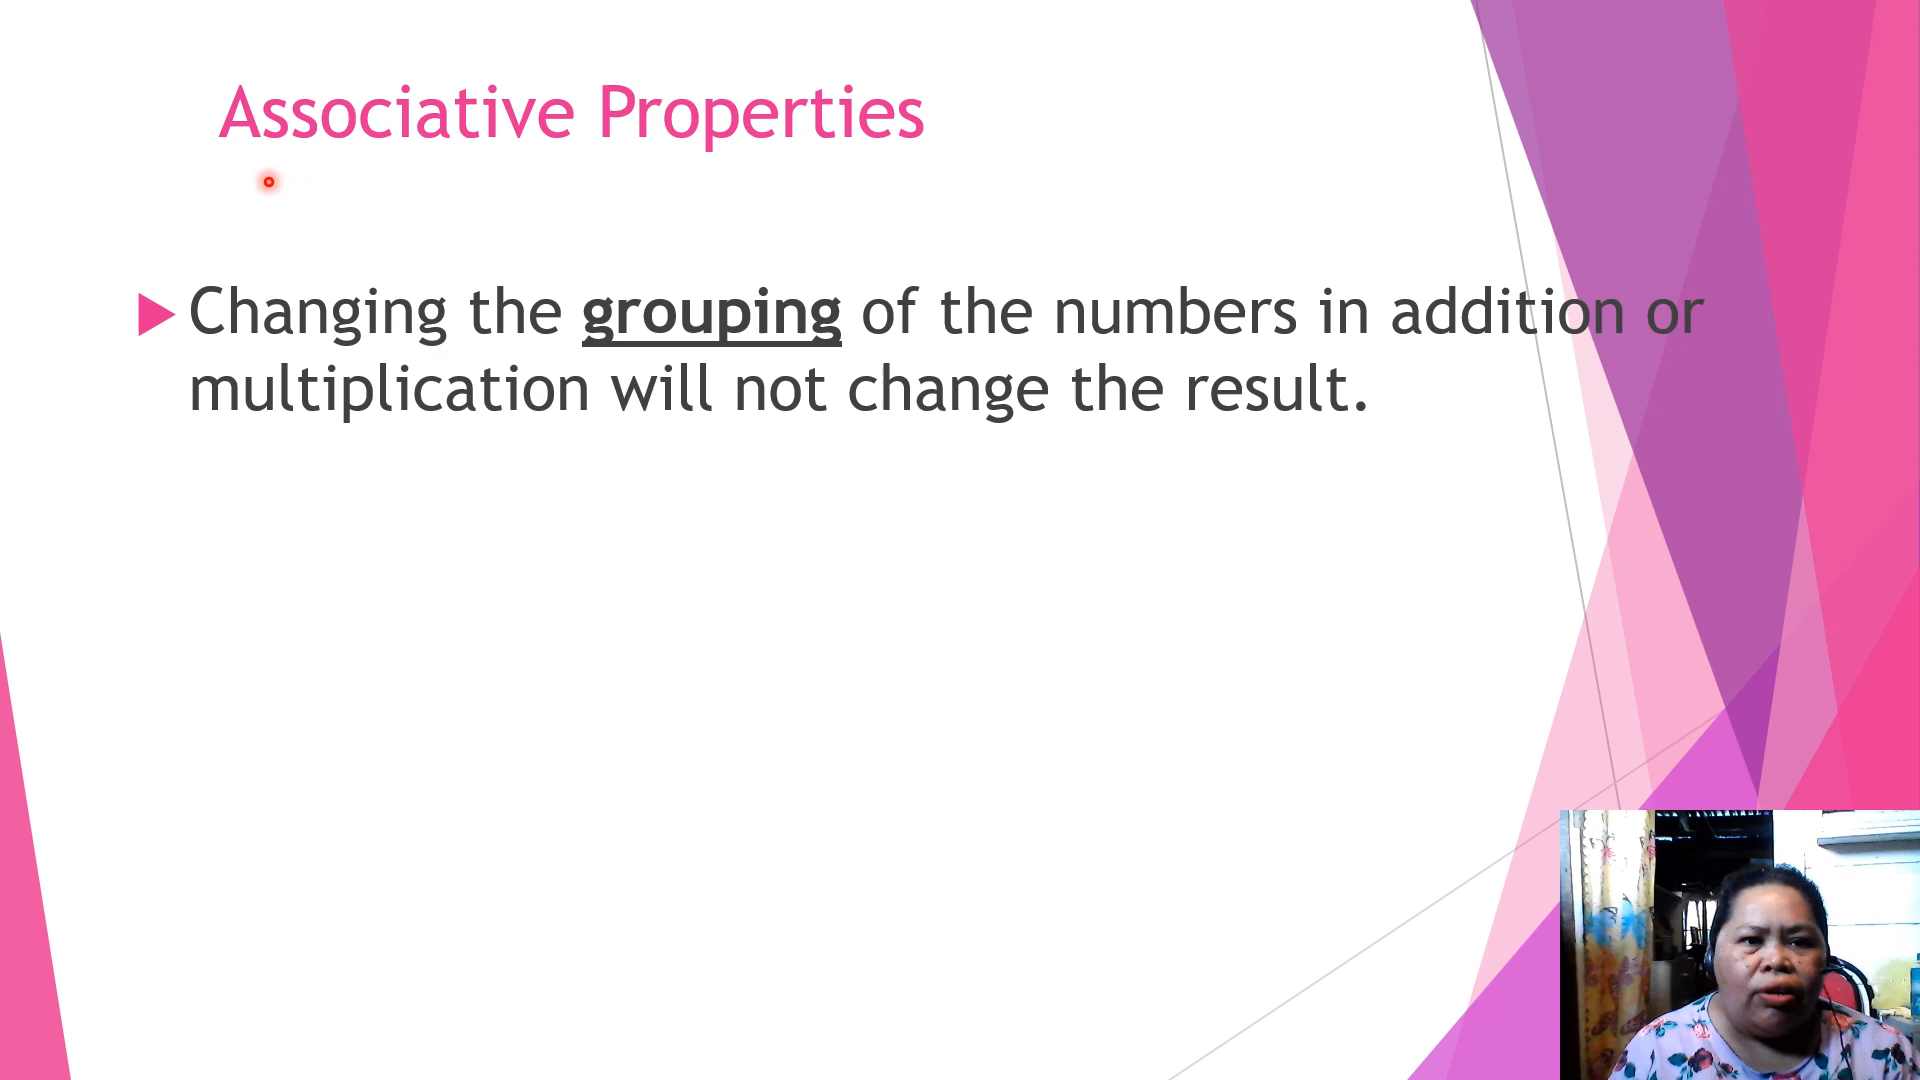 Associative Properties
Changing the grouping of the numbers in addition or
multiplication will not change the result.